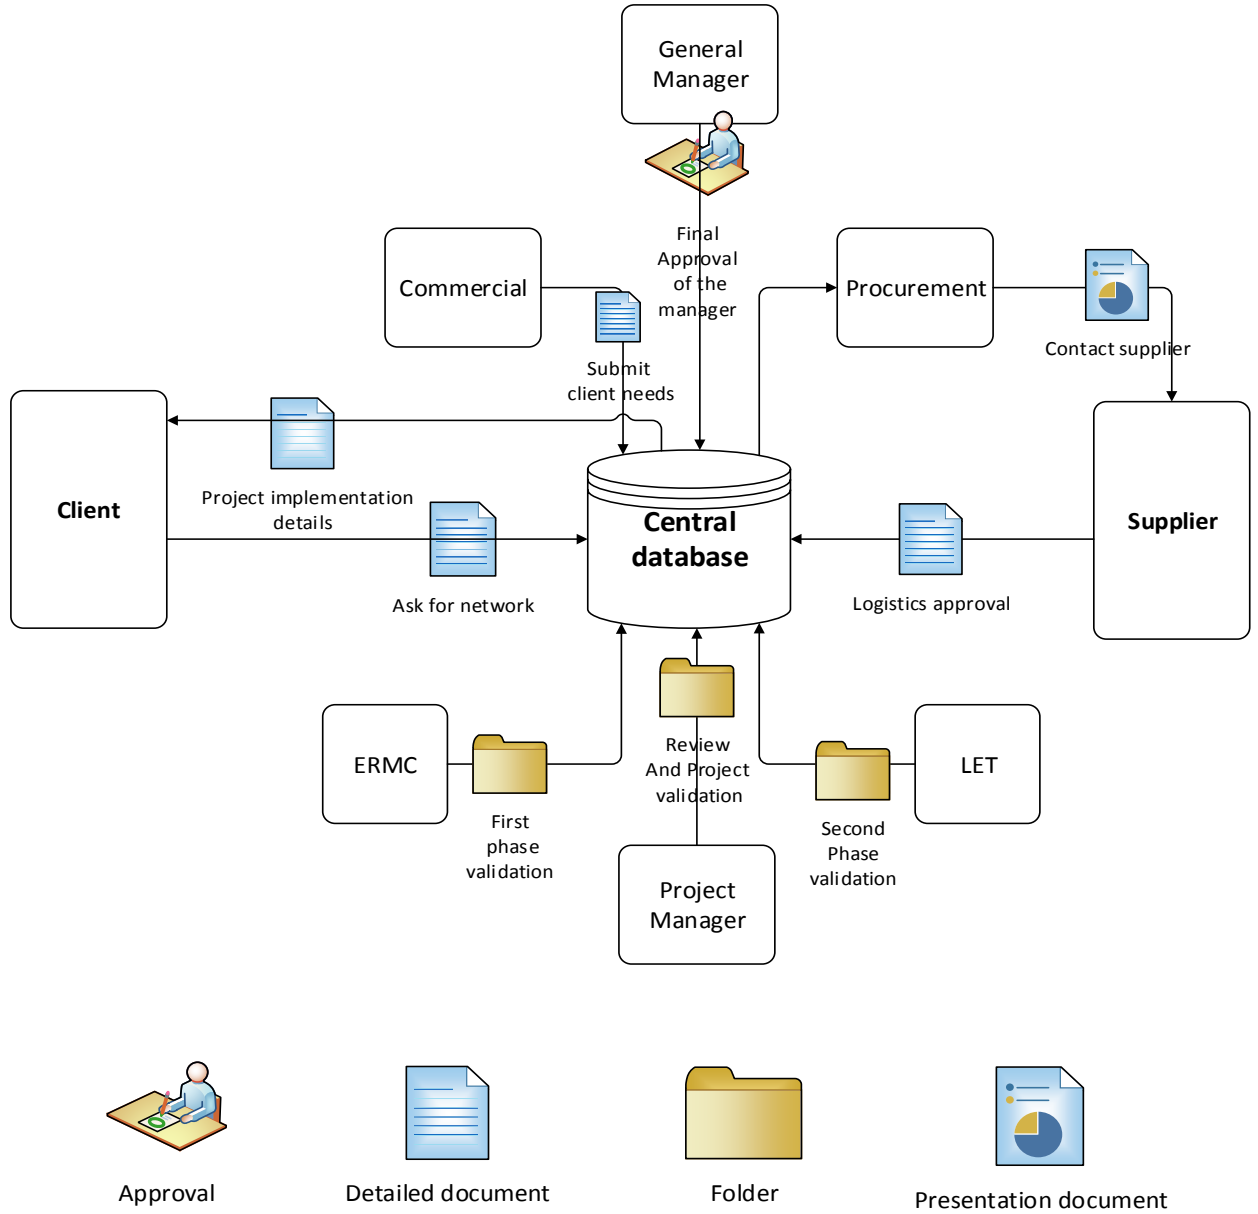 General
Manager
Final
Approval
of the
manager
Commercial
Procurement
Submit
client needs
Contact supplier
Client
Project implementation
details
Ask for network
Central
database
Logistics approval
Supplier
ERMC
First
phase
validation
Review
And Project
validation
Project
Manager
Second
Phase
validation
LET
Approval
Detailed document
Folder
Presentation document